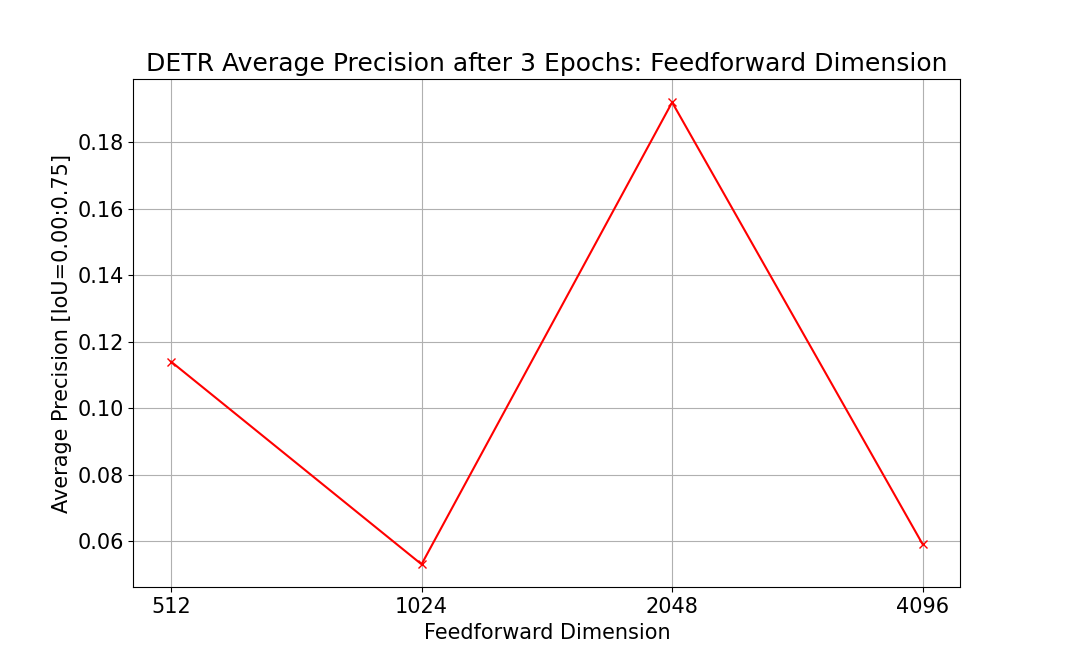 DETR Average Precision after 3 Epochs: Feedforward Dimension
Average Precision [IoU=0.00:0.75]
0.18
0.16
0.14
0.12
0.10
0.08
0.06
512 1024 2048 4096
Feedforward Dimension